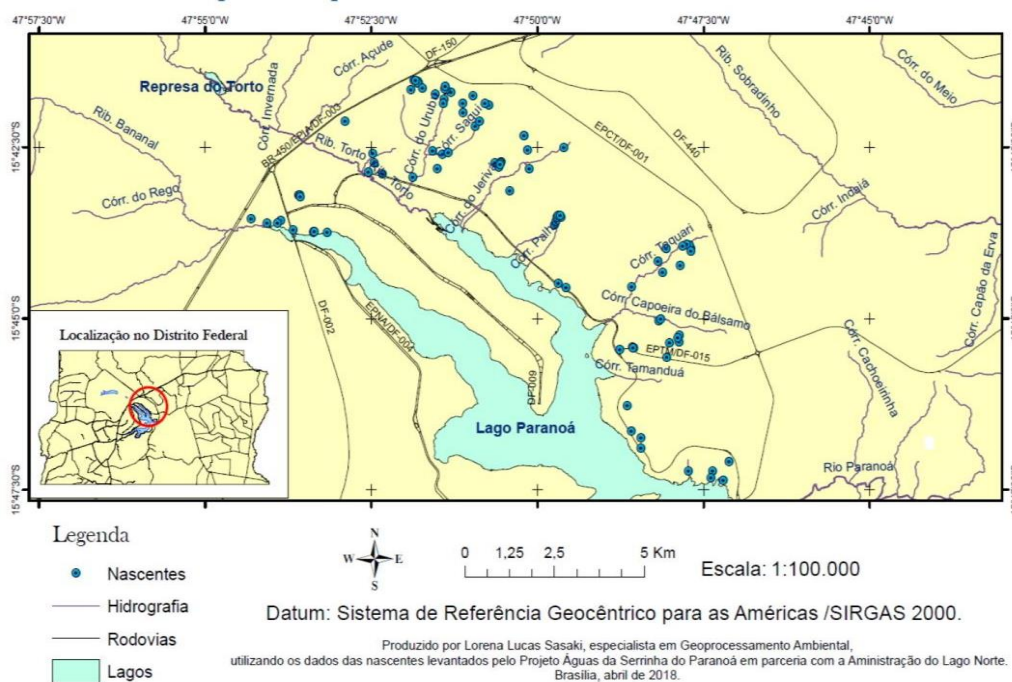 47°57'30"W
47°55'0"W
47°52'30"W
47°50'0"W
47°47'30"W
47°45'0"W
15°42'30"S
15°45'0"S
15°47'30"S
Represa do Torto
Córr. Açude
DF-150
Rib. Sobradinho
Córr. do Meio
Córr. Invernada
Rib. Bananal
BR-450/EPIA/DF-003
Córr. do Urub
Córr. Sagui
EPCT/DF-001
DF-440
Rib. Torto
Torto
Córr. do Rego
Córr. do Jerivá
Córr. Indaiá
Córr. Palh
Córr. Taquari
Córr. Capão da Erva
Córr. Capoeira do Bálsamo
DF-002
EPNA/DF-004
EPTM/DF-015
Córr. Tamanduá
Córr. Cachoeirinha
DF-009
Localização no Distrito Federal
Lago Paranoá
Rio Paranoá
Legenda
Nascentes
Hidrografia
Rodovias
Lagos
N
W
E
S
0 1,25 2,5 5 Km
Escala: 1:100.000
Datum: Sistema de Referência Geocêntrico para as Américas /SIRGAS 2000.
Produzido por Lorena Lucas Sasaki, especialista em Geoprocessamento Ambiental,
utilizando os dados das nascentes levantados pelo Projeto Águas da Serrinha do Paranoá em parceria com a Aministração do Lago Norte.
Brasília, abril de 2018.